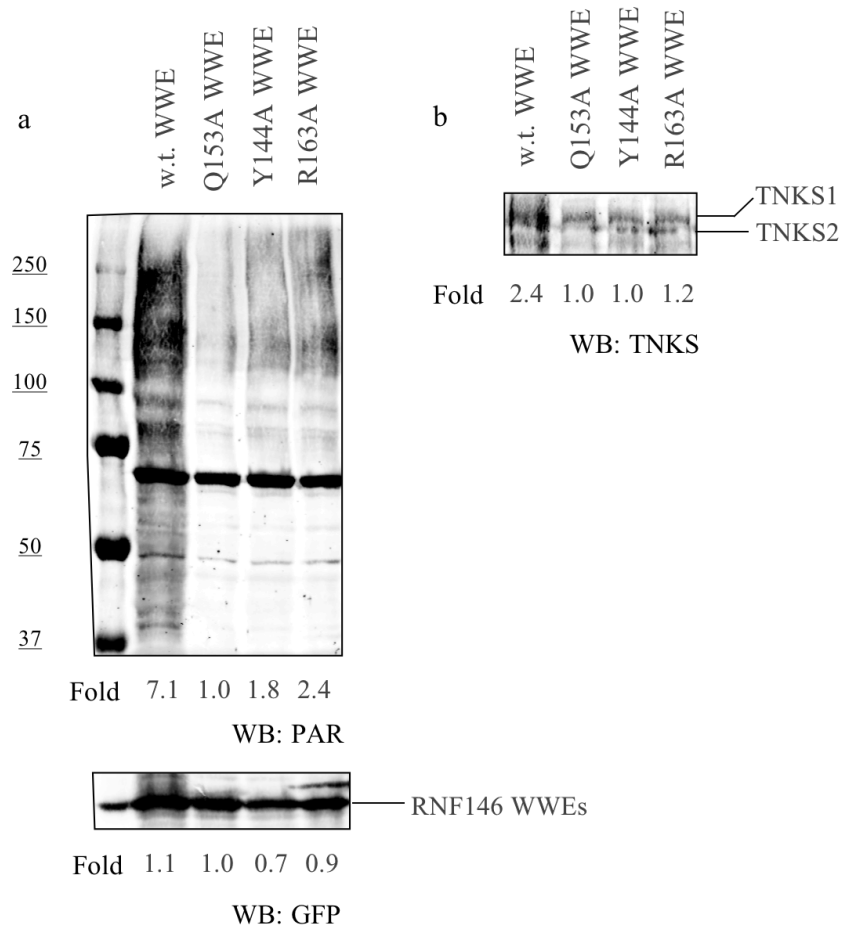 a
w.t. WWE
Q153A WWE
Y144A WWE
R163A WWE
250
150
100
75
50
37
Fold 7.1 1.0 1.8 2.4
WB: PAR
RNF146 WWEs
Fold 1.1 1.0 0.7 0.9
WB: GFP
b
w.t. WWE
Q153A WWE
Y144A WWE
R163A WWE
TNKS1
TNKS2
Fold 2.4 1.0 1.0 1.2
WB: TNKS